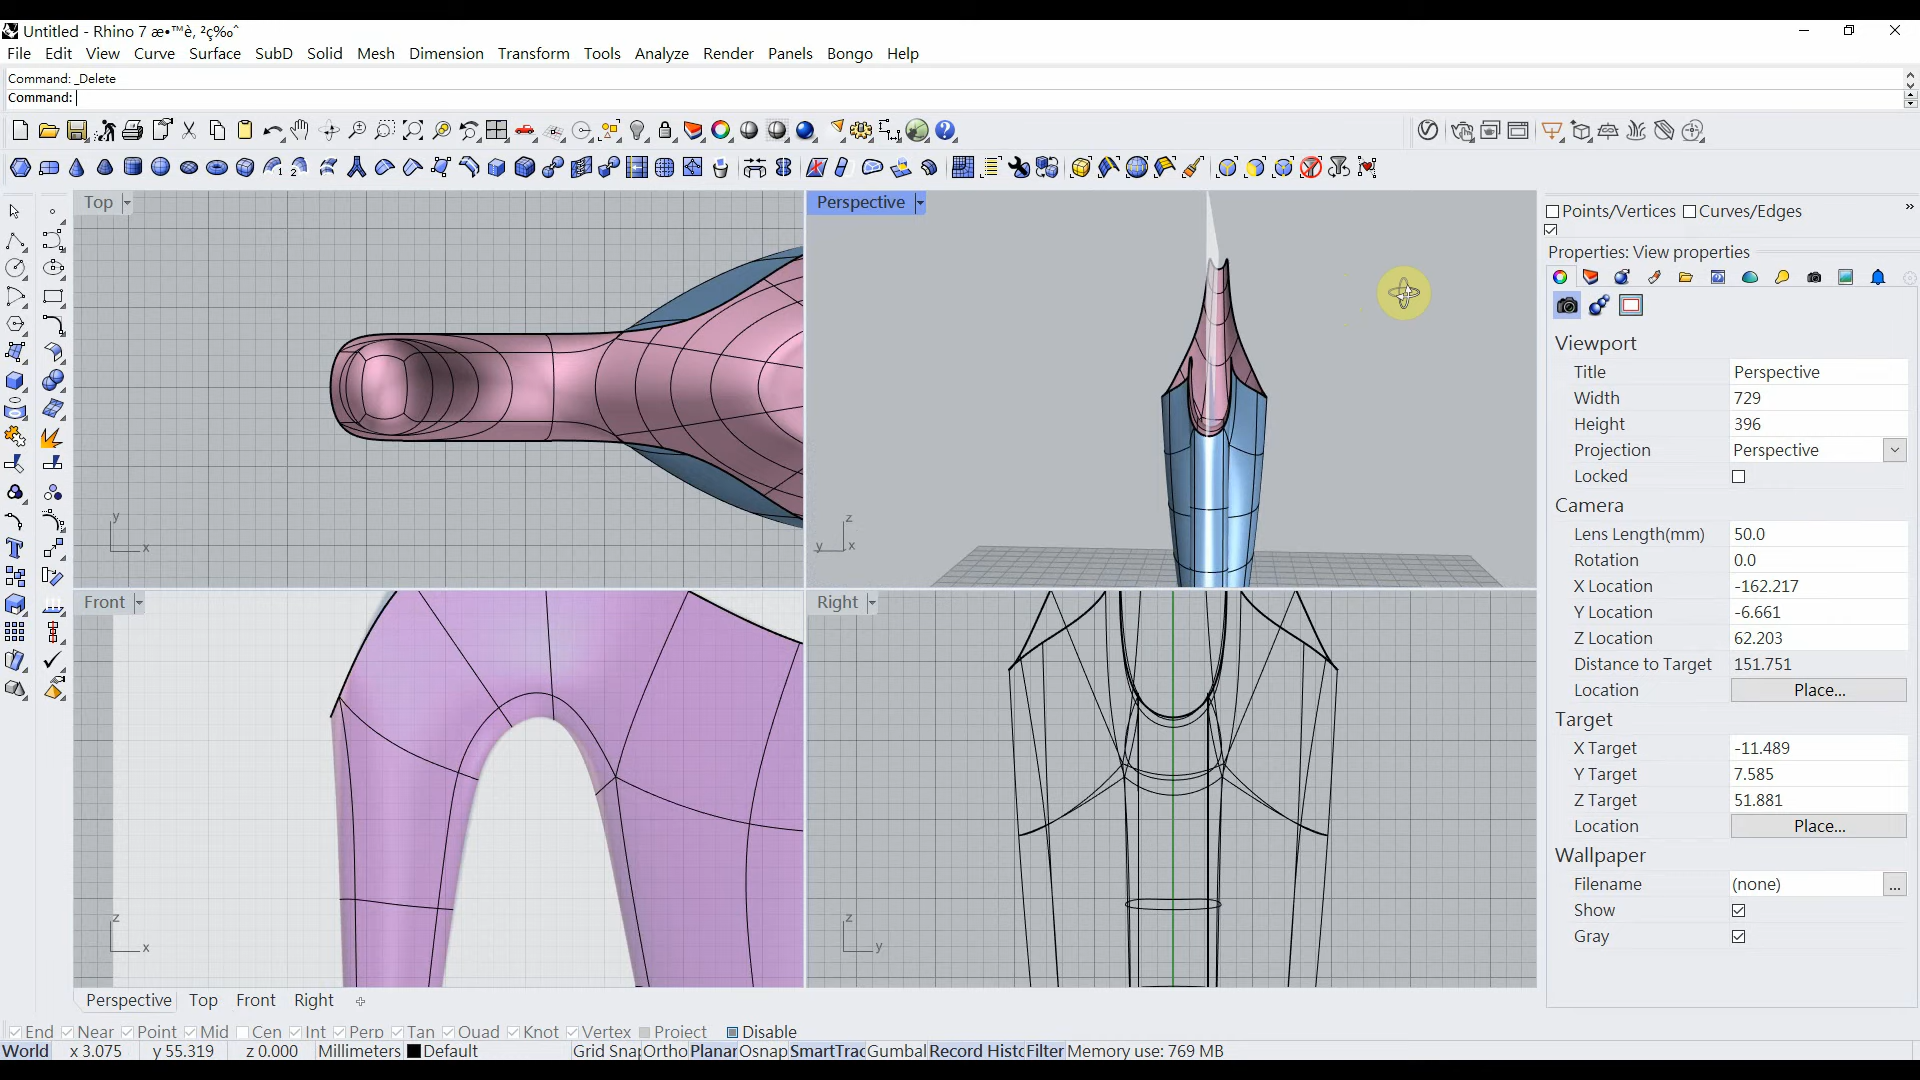 Untitled - Rhino 7 æ•™è‚²ç‰ˆ
File Edit View Curve Surface SubD Solid Mesh Dimension Transform Tools Analyze Render Panels Bongo Help
Command: _Delete
Command:
Top
Perspective
Points/Vertices Curves/Edges
Properties: View properties
Viewport
Title Perspective
Width 729
Height 396
Projection Perspective
Locked
Camera
Lens Length(mm) 50.0
Rotation 0.0
X Location -162.217
Y Location -6.661
Z Location 62.203
Distance to Target 151.751
Location Place...
Target
X Target -11.489
Y Target 7.585
Z Target 51.881
Location Place...
Wallpaper
Filename (none) ...
Show
Gray
y x
z y x
Front
Right
z x
z y
Perspective Top Front Right
End Near Point Mid Cen Int Perp Tan Quad Knot Vertex Project Disable
World x 3.075 y 55.319 z 0.000 Millimeters Default Grid Snap Ortho Planar Osnap SmartTrac Gumbal Record Histo Filter Memory use: 769 MB